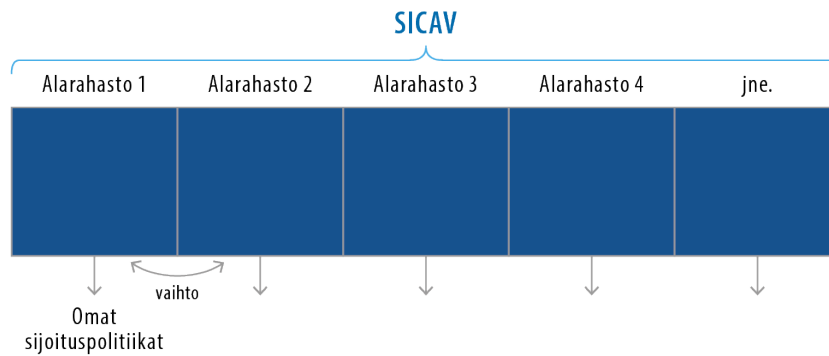 SICAV
Alarahasto 1
Alarahasto 2
Alarahasto 3
Alarahasto 4
jne.
vaihto
Omat
sijoituspolitiikat